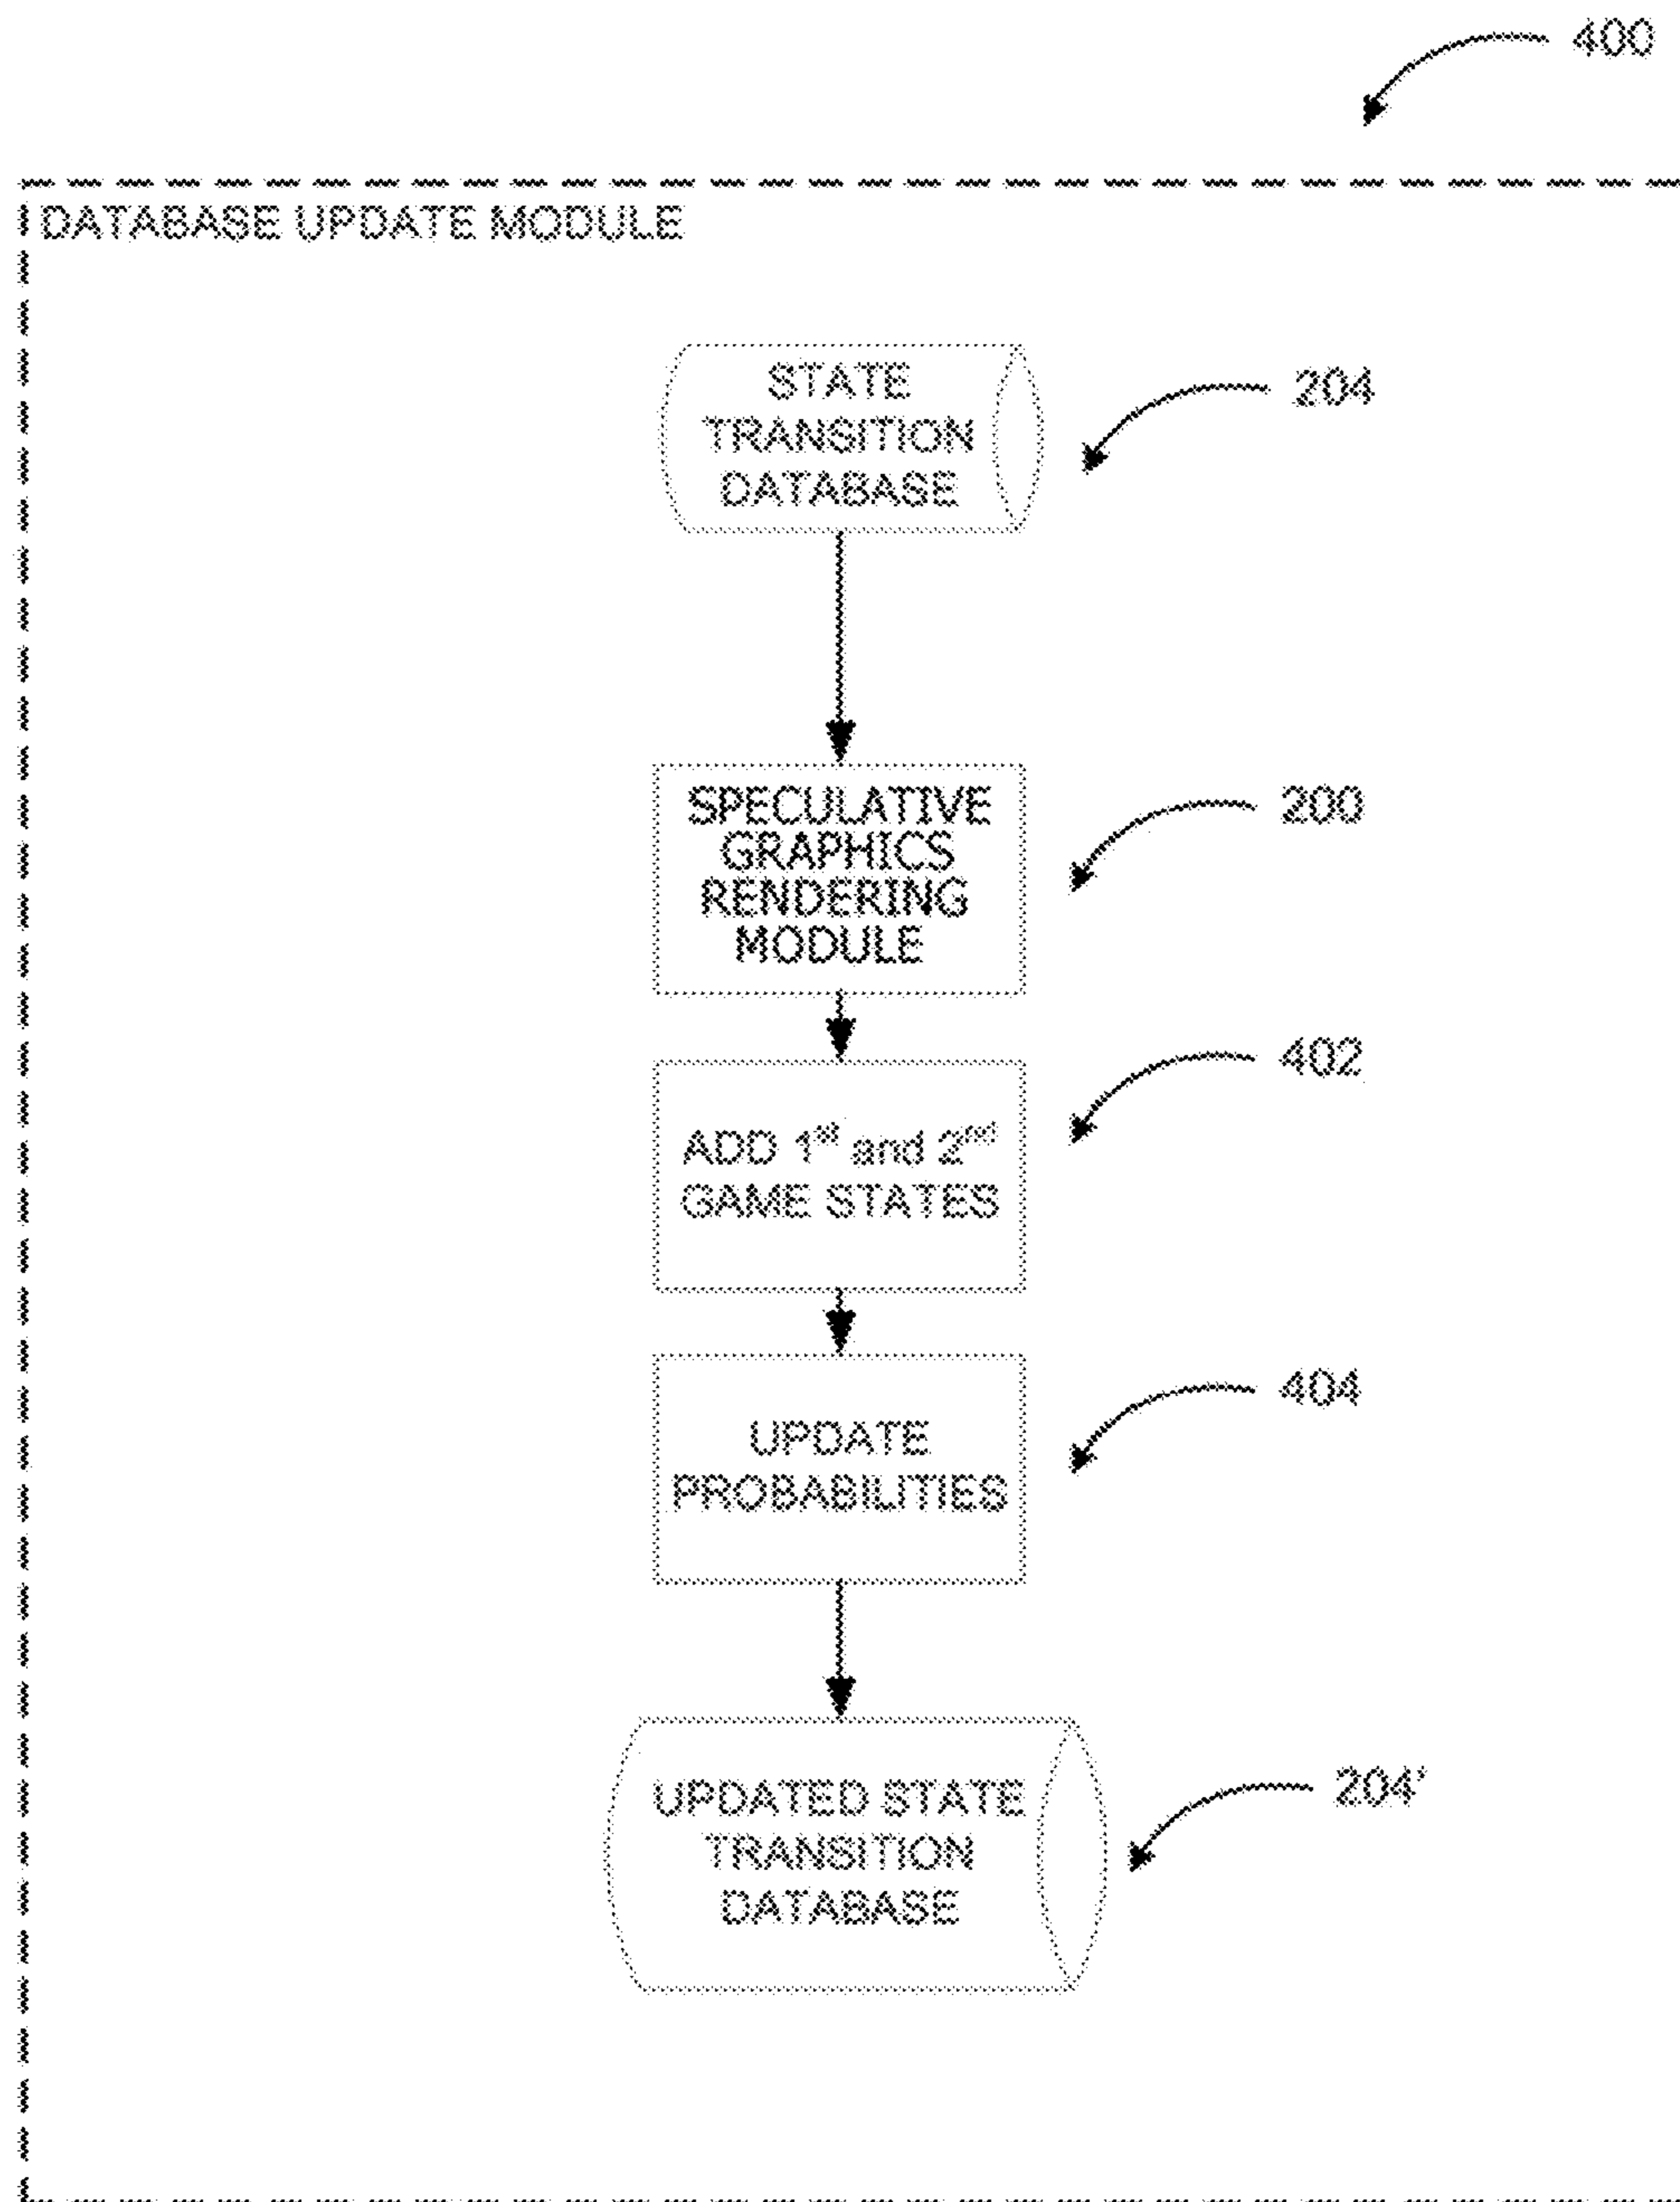 400
DATABASE UPDATE MODULE
STATE
TRANSITION
DATABASE
204
SPECULATIVE
GRAPHICS
RENDERING
MODULE
200
402
ADD 1st and 2nd
GAME STATES
404
UPDATE
PROBABILITIES
204'
UPDATED STATE
TRANSITION
DATABASE